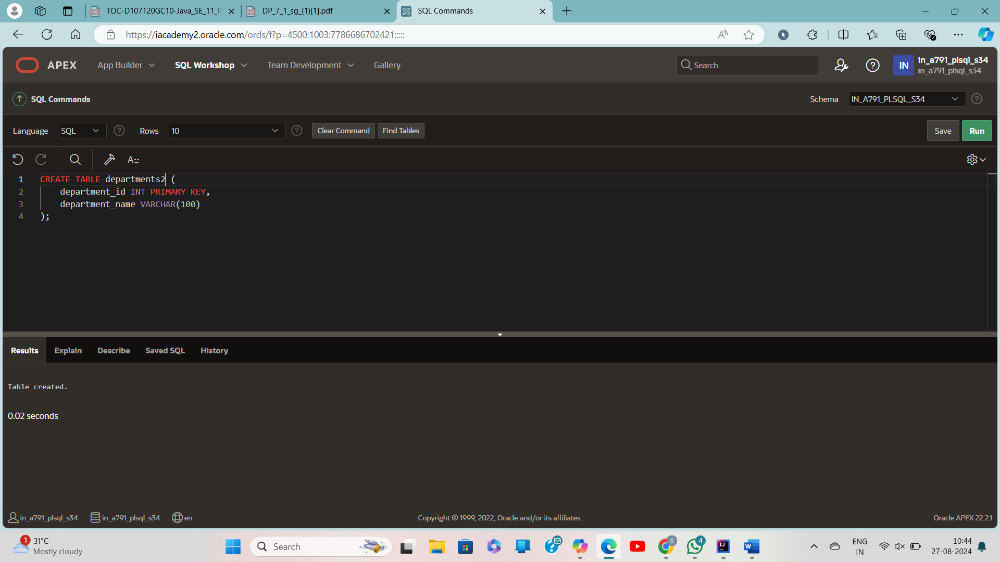 TOC-D107120GC10-Java_SE_11_P
DP_7_1_sg_(1)[1].pdf
SQL Commands
https://iacademy2.oracle.com/ords/f?p=4500:1003:7786686702421:::::
APEX
App Builder
SQL Workshop
Team Development
Gallery
Search
IN
in_a791_plsql_s34
in_a791_plsql_s34
SQL Commands
Schema
IN_A791_PLSQL_S34
Language
SQL
Rows
10
Clear Command
Find Tables
Save
Run
1 CREATE TABLE departments2 (
2 department_id INT PRIMARY KEY,
3 department_name VARCHAR(100)
4 );
Results
Explain
Describe
Saved SQL
History
Table created.
0.02 seconds
in_a791_plsql_s34
in_a791_plsql_s34
en
Copyright © 1999, 2022, Oracle and/or its affiliates.
Oracle APEX 22.2.1
1
31°C
Mostly cloudy
Search
S
4
ENG
IN
10:44
27-08-2024